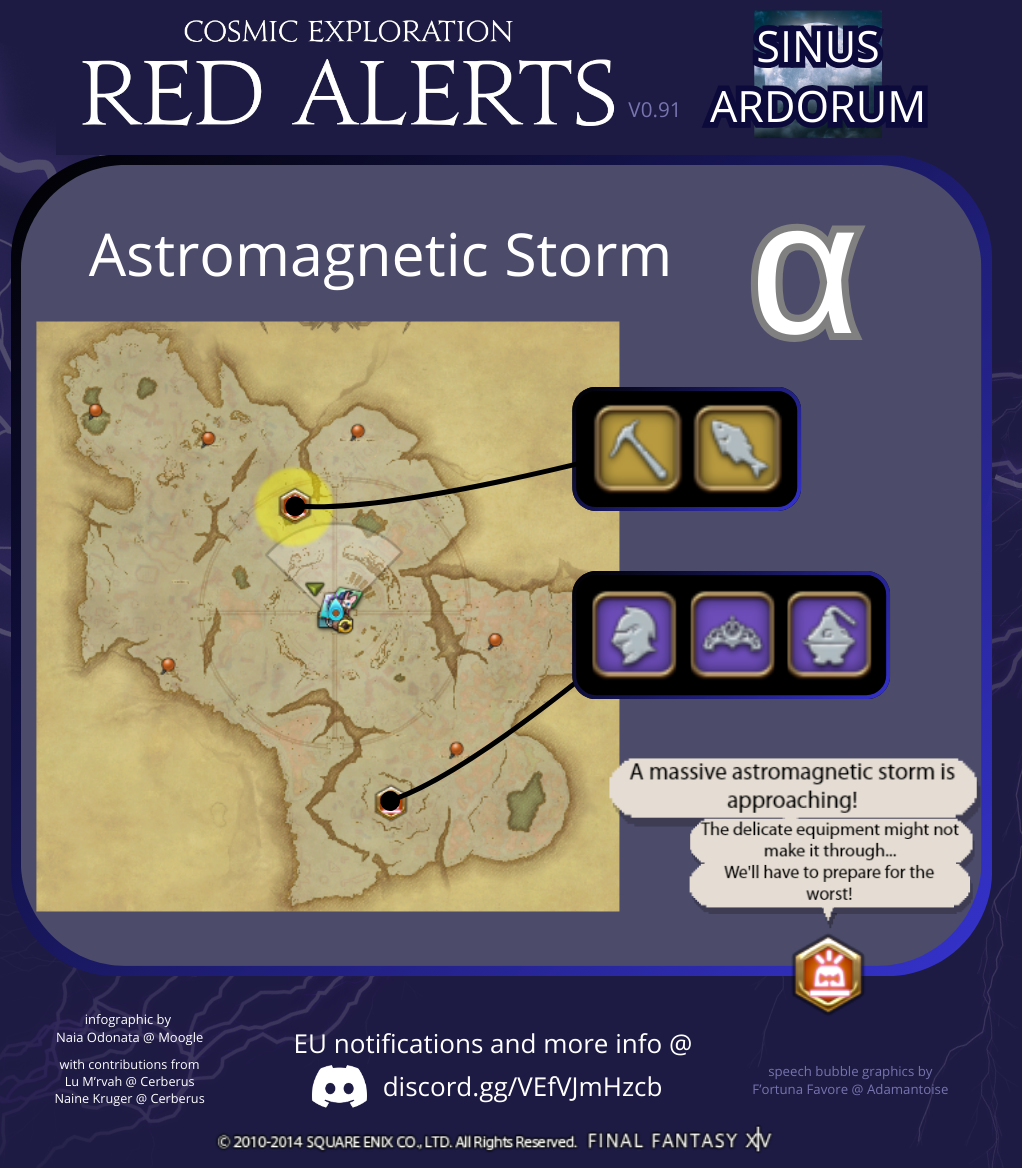 COSMIC EXPLORATION
RED ALERTS
V0.91
SINUS
ARDORUM
Astromagnetic Storm
α
A massive astromagnetic storm is
approaching!
The delicate equipment might not
make it through...
We'll have to prepare for the
worst!
infographic by
Naia Odonata @ Moogle
with contributions from
Lu M'rvah @ Cerberus
Naine Kruger @ Cerberus
EU notifications and more info @
discord.gg/VEfVJmHzcb
speech bubble graphics by
F'ortuna Favore @ Adamantoise
© 2010-2014 SQUARE ENIX CO., LTD. All Rights Reserved. FINAL FANTASY XIV